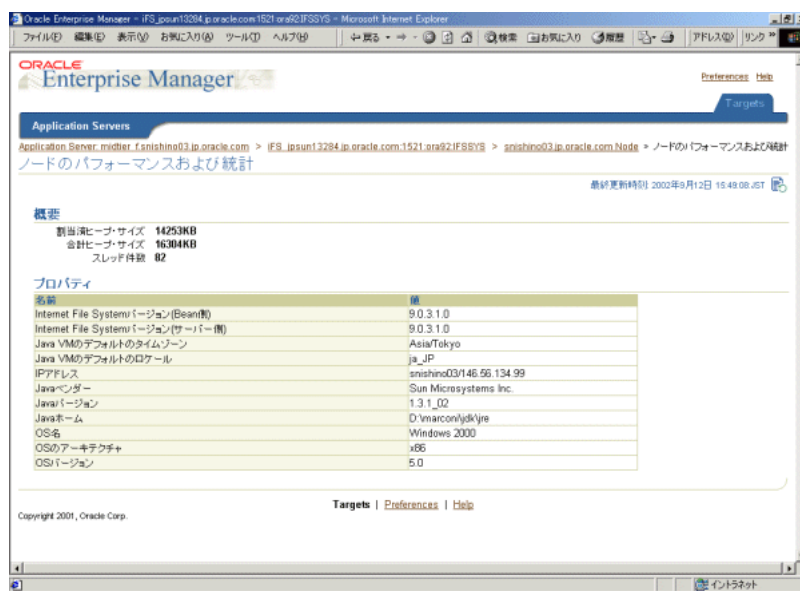 Oracle Enterprise Manager - iFS_jpsun13284.jp.oracle.com:1521:ora92:IFSSYS - Microsoft Internet Explorer
ファイル(F) 編集(E) 表示(V) お気に入り(A) ツール(T) ヘルプ(H) 戻る 検索 お気に入り 履歴 アドレス(D) リンク »
ORACLE
Enterprise Manager
Preferences Help
Targets
Application Servers
Application Server: midtier_f.snishino03.jp.oracle.com > iFS_jpsun13284.jp.oracle.com:1521:ora92:IFSSYS > snishino03.jp.oracle.com Node > ノードのパフォーマンスおよび統計
ノードのパフォーマンスおよび統計
最終更新時刻 2002年9月12日 15:49:08 JST
概要
割当済ヒープ・サイズ 14253KB
合計ヒープ・サイズ 16304KB
スレッド件数 82
プロパティ
名前 値
Internet File Systemバージョン(Bean側) 9.0.3.1.0
Internet File Systemバージョン(サーバー側) 9.0.3.1.0
Java VMのデフォルトのタイムゾーン Asia/Tokyo
Java VMのデフォルトのロケール ja_JP
IPアドレス snishino03/146.56.134.99
Javaベンダー Sun Microsystems Inc.
Javaバージョン 1.3.1_02
Javaホーム D:\marconi\jdk\jre
OS名 Windows 2000
OSのアーキテクチャ x86
OSバージョン 5.0
Targets | Preferences | Help
Copyright 2001, Oracle Corp.
イントラネット